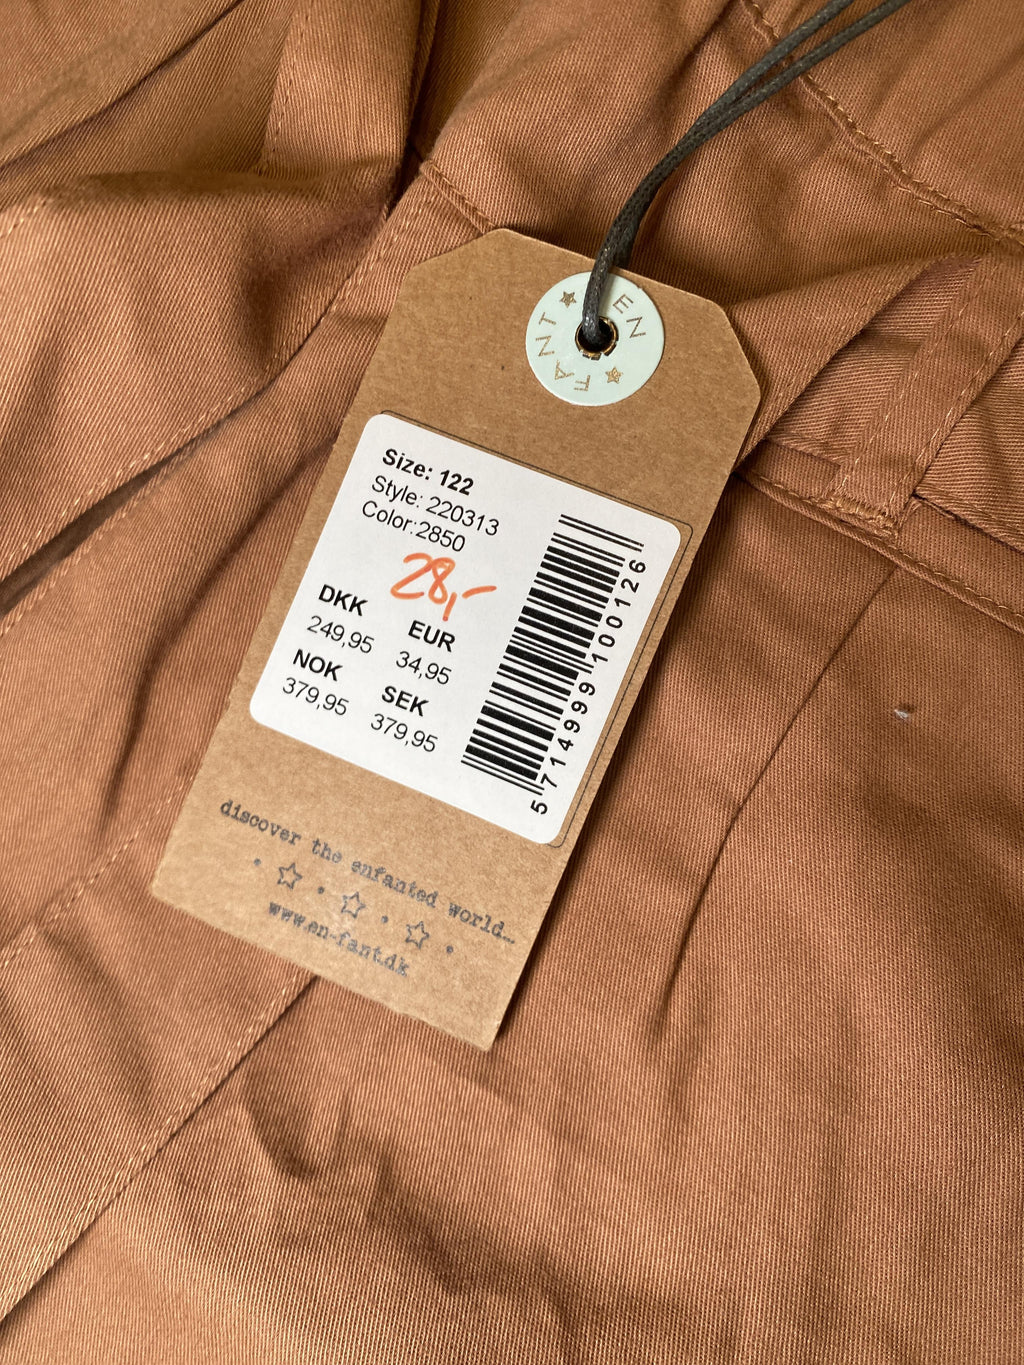 EN★FANT★
Size: 122
Style: 220313
Color:2850
28,-
DKK
249,95
EUR
34,95
NOK
379,95
SEK
379,95
5714999100126
discover the enfanted world...
www.en-fant.dk